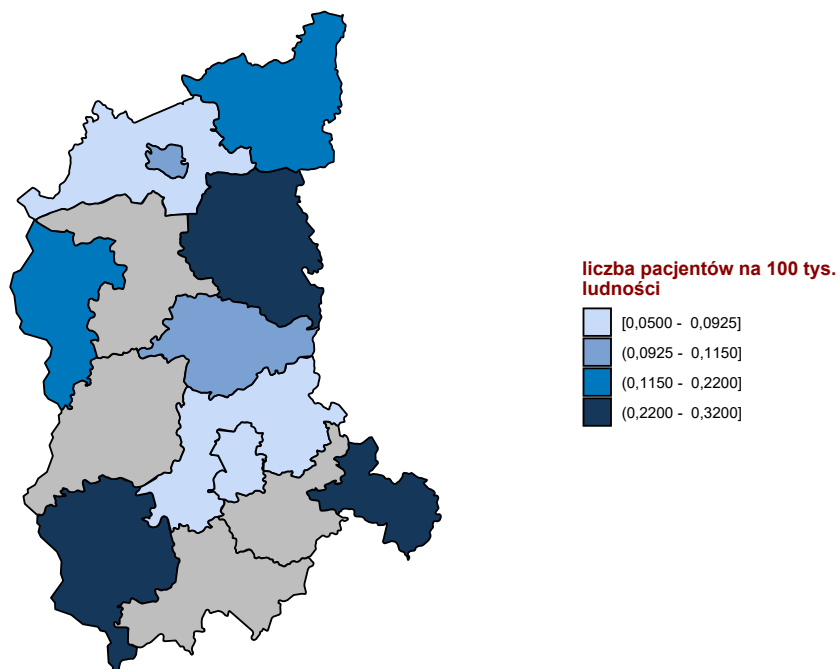 liczba pacjentów na 100 tys.
ludności
[0,0500 - 0,0925]
(0,0925 - 0,1150]
(0,1150 - 0,2200]
(0,2200 - 0,3200]